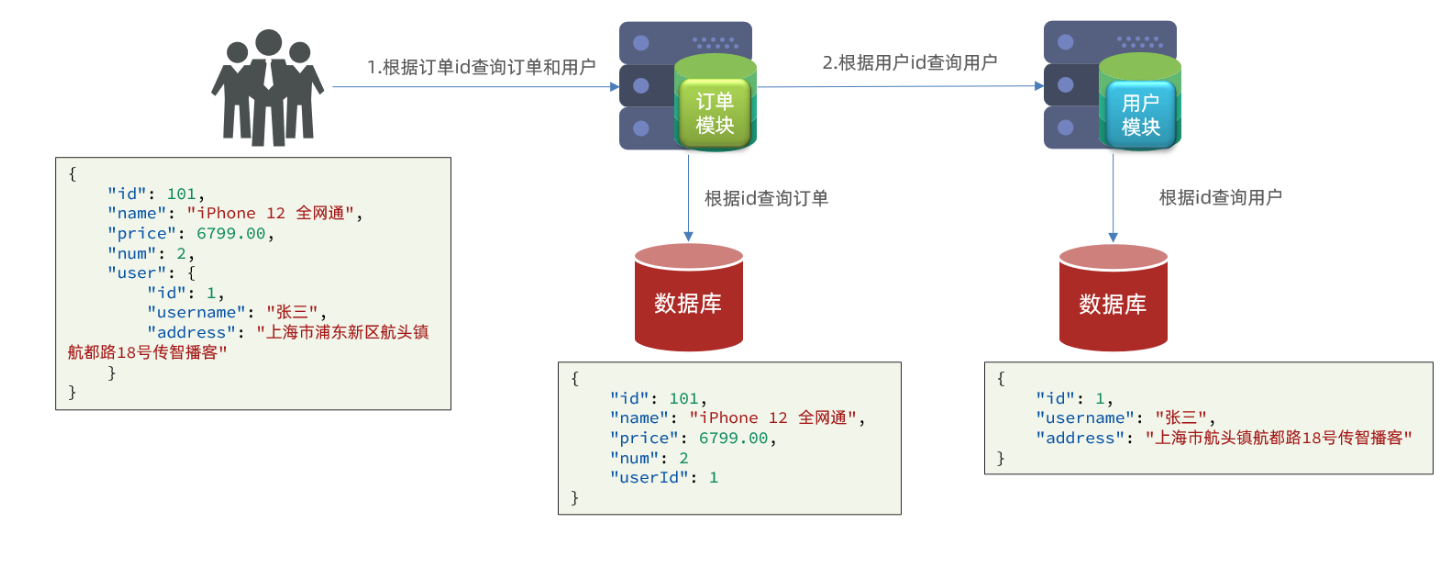 1.根据订单id查询订单和用户
2.根据用户id查询用户
订单
模块
用户
模块
{
    "id": 101,
    "name": "iPhone 12 全网通",
    "price": 6799.00,
    "num": 2,
    "user": {
        "id": 1,
        "username": "张三",
        "address": "上海市浦东新区航头镇
航都路18号传智播客"
    }
}
根据id查询订单
根据id查询用户
数据库
数据库
{
    "id": 101,
    "name": "iPhone 12 全网通",
    "price": 6799.00,
    "num": 2
    "userId": 1
}
{
    "id": 1,
    "username": "张三",
    "address": "上海市航头镇航都路18号传智播客"
}